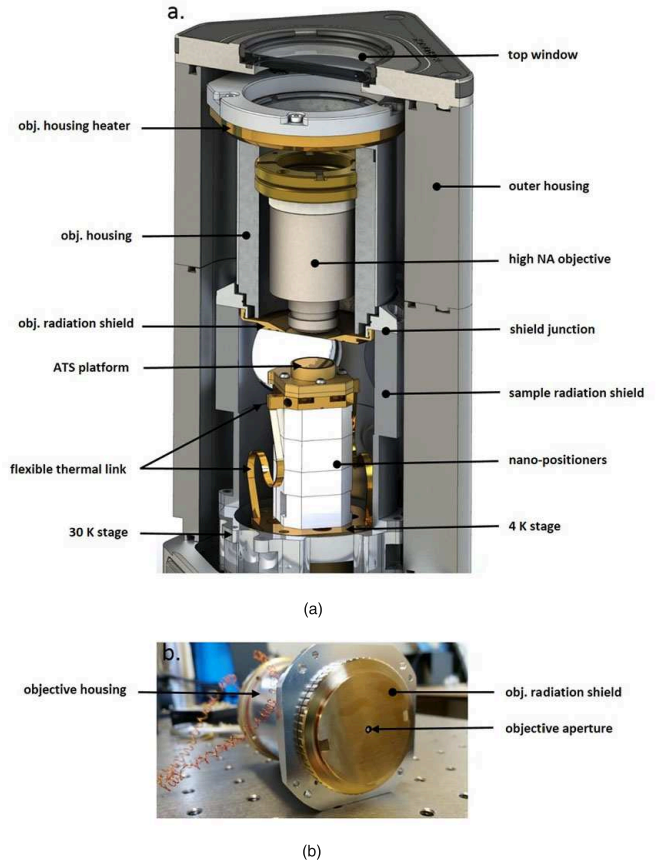 a.
top window
obj. housing heater
outer housing
obj. housing
high NA objective
obj. radiation shield
shield junction
ATS platform
sample radiation shield
flexible thermal link
nano-positioners
30 K stage
4 K stage
(a)
b.
objective housing
obj. radiation shield
objective aperture
(b)